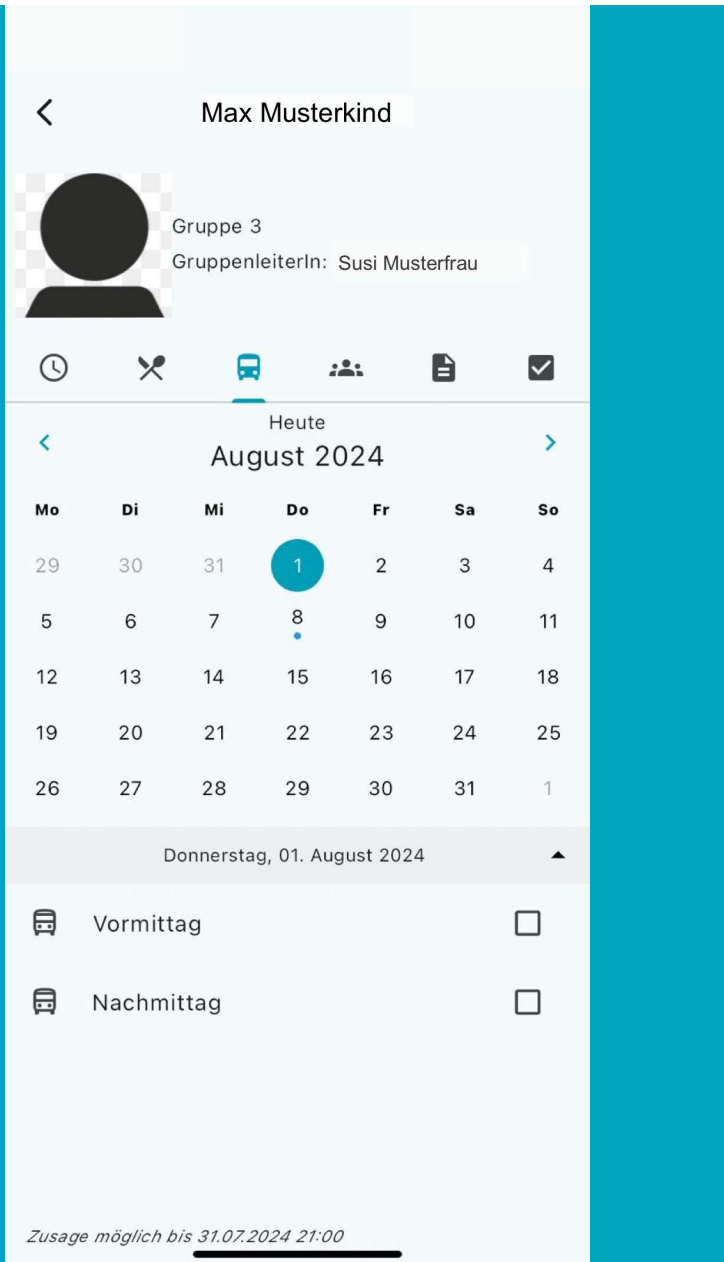 Max Musterkind
Gruppe 3
GruppenleiterIn: Susi Musterfrau
Heute
August 2024
Mo Di Mi Do Fr Sa So
29 30 31 1 2 3 4
5 6 7 8 9 10 11
12 13 14 15 16 17 18
19 20 21 22 23 24 25
26 27 28 29 30 31 1
Donnerstag, 01. August 2024
Vormittag
Nachmittag
Zusage möglich bis 31.07.2024 21:00